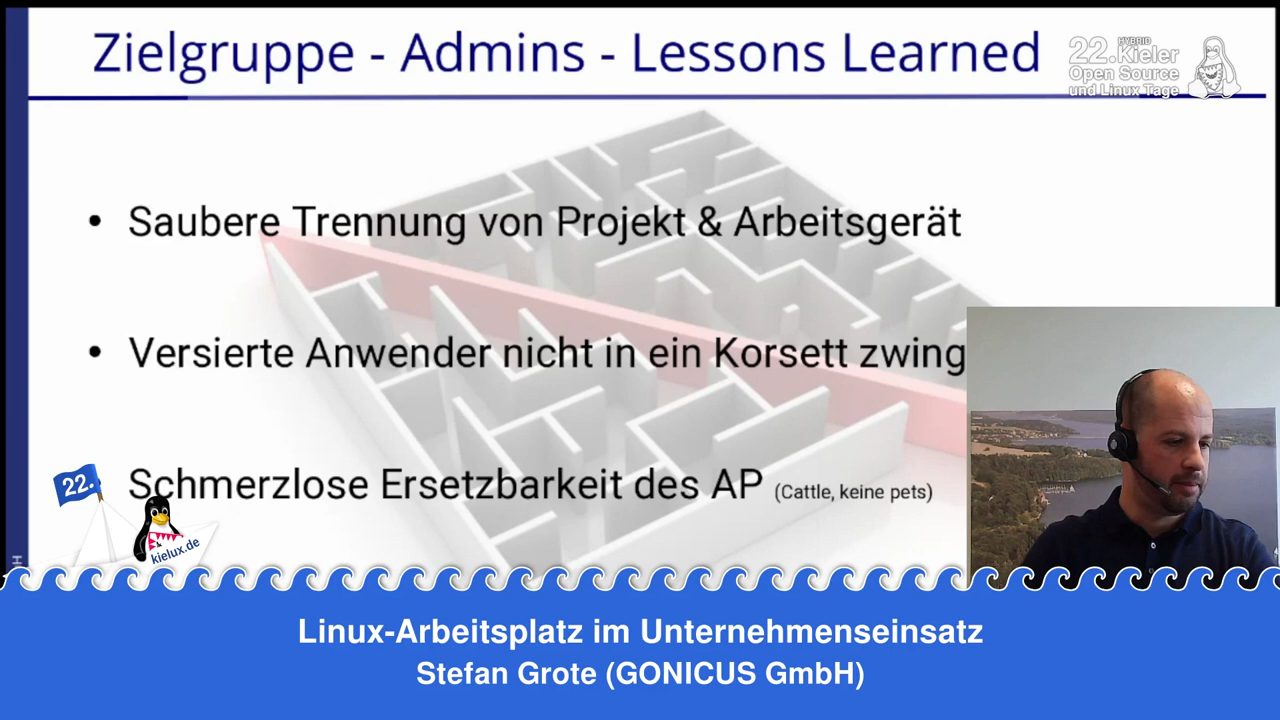 Zielgruppe - Admins - Lessons Learned
HYBRID
22.Kieler
Open Source
und Linux Tage
• Saubere Trennung von Projekt & Arbeitsgerät
• Versierte Anwender nicht in ein Korsett zwing
Schmerzlose Ersetzbarkeit des AP (Cattle, keine pets)
22.
kielux.de
H
Linux-Arbeitsplatz im Unternehmenseinsatz
Stefan Grote (GONICUS GmbH)